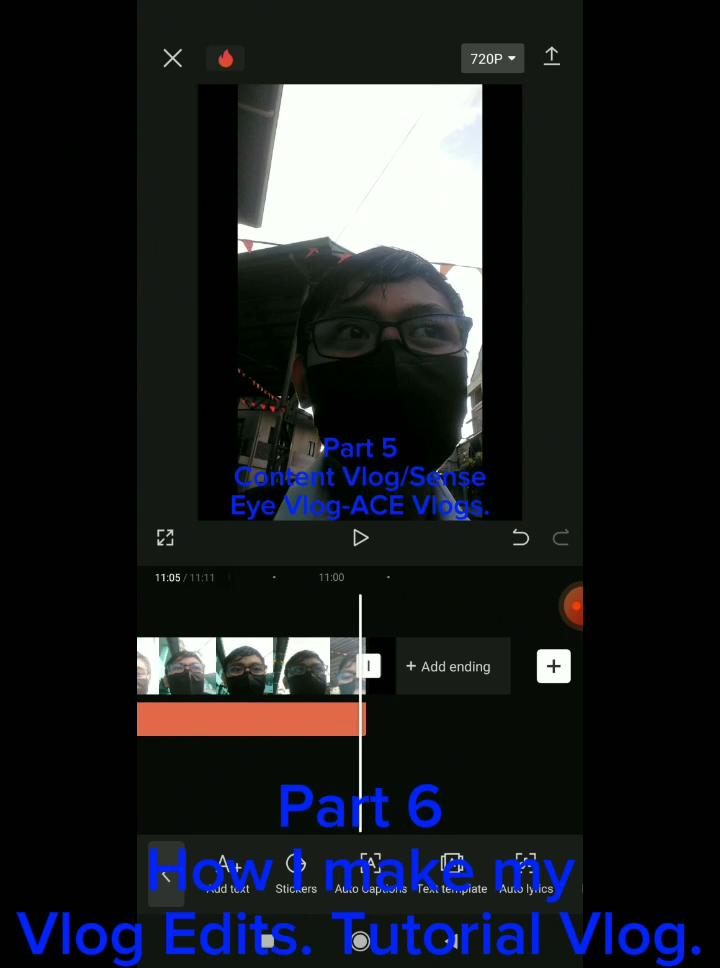 720P
Part 5
Content Vlog/Sense
Eye Vlog-ACE Vlogs.
11:05 / 11:11
11:00
+ Add ending
Part 6
How I make my
Vlog Edits. Tutorial Vlog.
Add text
Stickers
Auto Captions
Text template
Auto lyrics